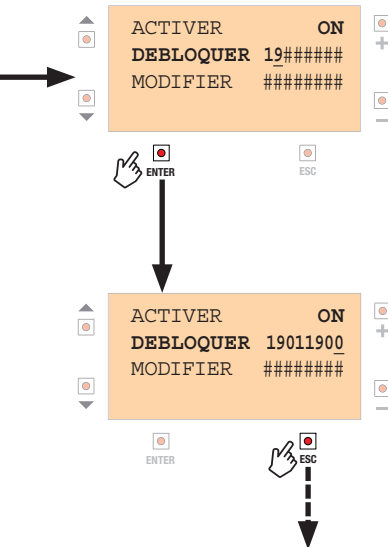 ACTIVER ON
DEBLOQUER 19######
MODIFIER ########
ENTER ESC
ACTIVER ON
DEBLOQUER 19011900
MODIFIER ########
ENTER ESC